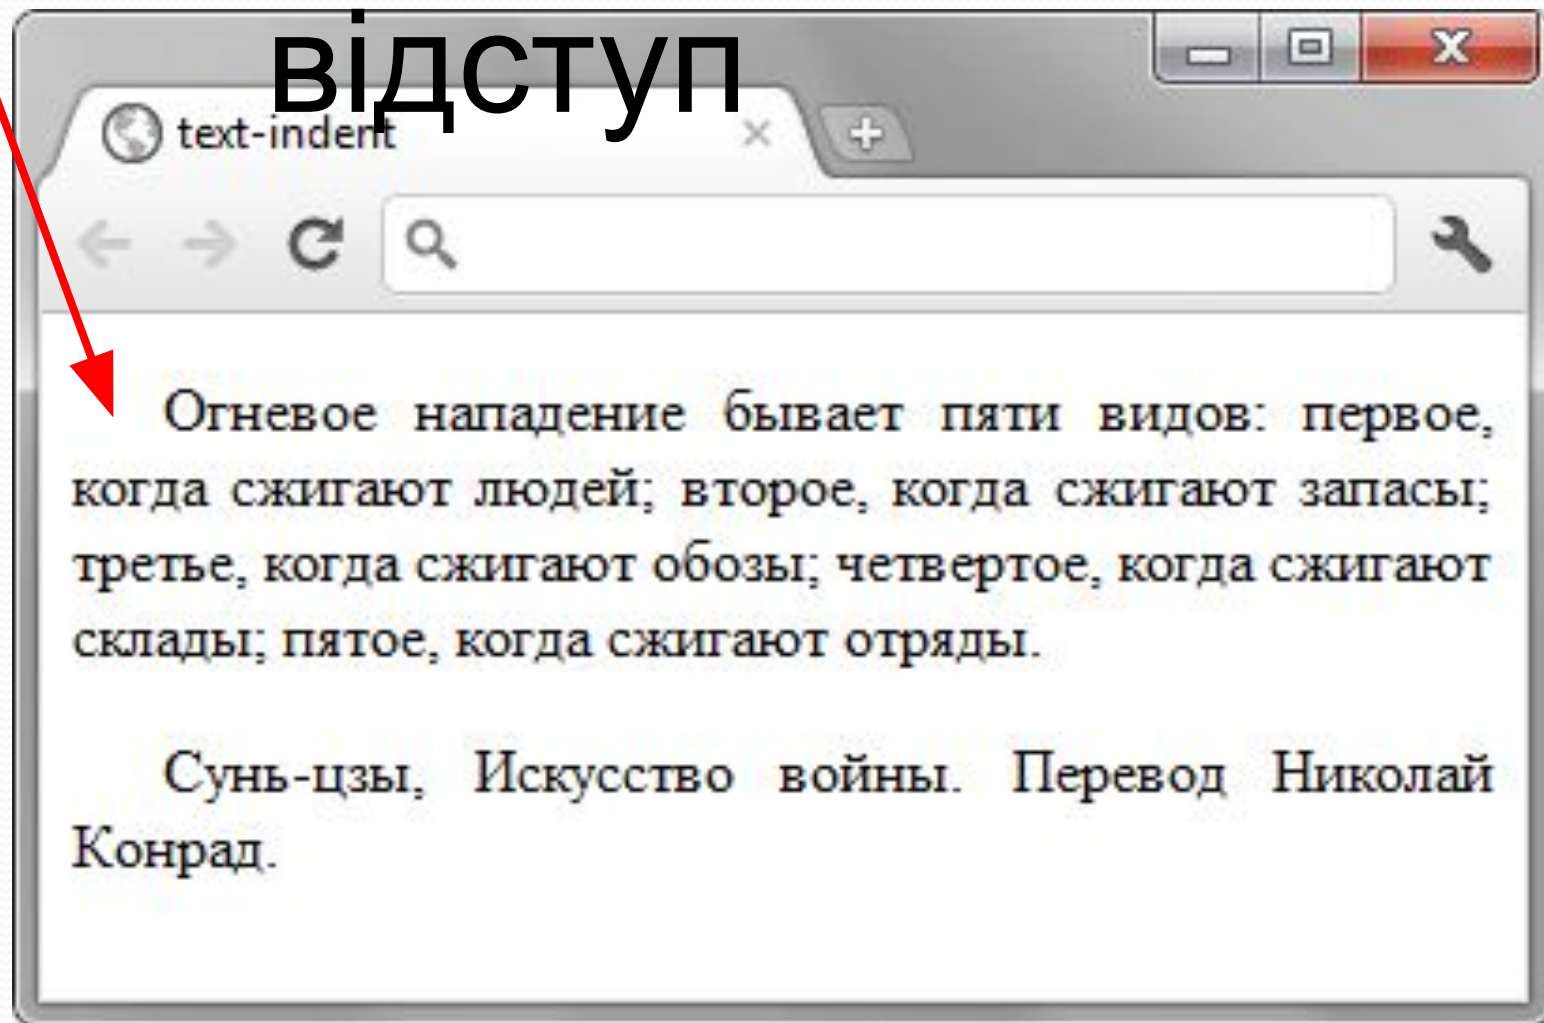 відступ
text-indent
Огневое нападение бывает пяти видов: первое,
когда сжигают людей; второе, когда сжигают запасы;
третье, когда сжигают обозы; четвертое, когда сжигают
склады; пятое, когда сжигают отряды.
Сунь-цзы, Искусство войны. Перевод Николай
Конрад.